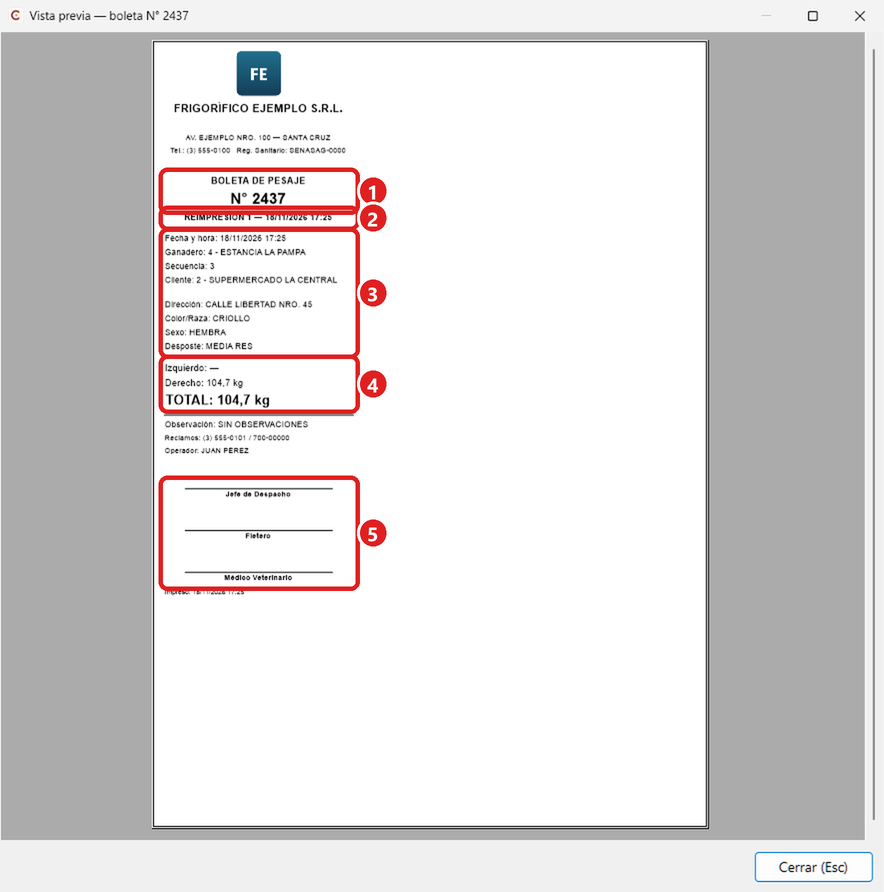 Vista previa — boleta N° 2437
FE
FRIGORÍFICO EJEMPLO S.R.L.
AV. EJEMPLO NRO. 100 — SANTA CRUZ
Tel.: (3) 555-0100 Reg. Sanitario: SENASAG-0000
BOLETA DE PESAJE
N° 2437
1
REIMPRESIÓN 1 — 18/11/2026 17:25
2
Fecha y hora: 18/11/2026 17:25
Ganadero: 4 - ESTANCIA LA PAMPA
Secuencia: 3
Cliente: 2 - SUPERMERCADO LA CENTRAL
3
Dirección: CALLE LIBERTAD NRO. 45
Color/Raza: CRIOLLO
Sexo: HEMBRA
Desposte: MEDIA RES
Izquierdo: —
Derecho: 104,7 kg
4
TOTAL: 104,7 kg
Observación: SIN OBSERVACIONES
Reclamos: (3) 555-0101 / 700-00000
Operador: JUAN PÉREZ
Jefe de Despacho
Fletero
5
Médico Veterinario
Impreso: 18/11/2026 17:25
Cerrar (Esc)